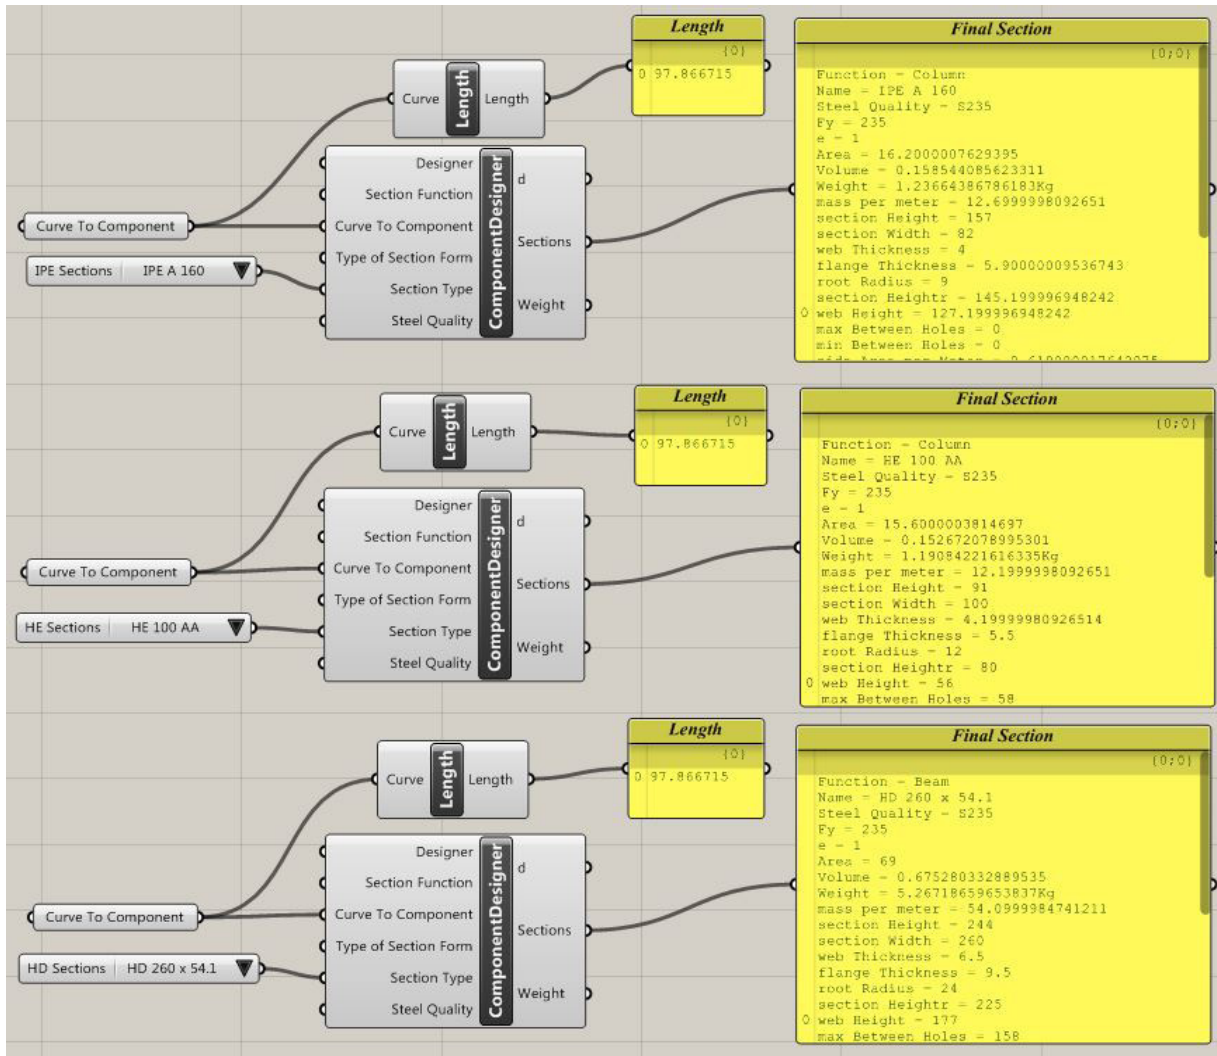 Length
{0}
0 97.866715
Curve
Length
Length
Final Section
{0;0}
Function = Column
Name = IPE A 160
Steel Quality = S235
Fy = 235
e = 1
Area = 16.2000007629395
Volume = 0.158544085623311
Weight = 1.23664386786183Kg
mass per meter = 12.6999998092651
section Height = 157
section Width = 82
web Thickness = 4
flange Thickness = 5.90000009536743
root Radius = 9
section Heightr = 145.199996948242
0 web Height = 127.199996948242
max Between Holes = 0
min Between Holes = 0
Curve To Component
IPE Sections IPE A 160
Designer
Section Function
Curve To Component
Type of Section Form
Section Type
Steel Quality
ComponentDesigner
d
Sections
Weight
Length
{0}
0 97.866715
Curve
Length
Length
Final Section
{0;0}
Function = Column
Name = HE 100 AA
Steel Quality = S235
Fy = 235
e = 1
Area = 15.6000003814697
Volume = 0.152672078995301
Weight = 1.19084221616335Kg
mass per meter = 12.1999998092651
section Height = 91
section Width = 100
web Thickness = 4.19999980926514
flange Thickness = 5.5
root Radius = 12
section Heightr = 80
0 web Height = 56
max Between Holes = 58
Curve To Component
HE Sections HE 100 AA
Designer
Section Function
Curve To Component
Type of Section Form
Section Type
Steel Quality
ComponentDesigner
d
Sections
Weight
Length
{0}
0 97.866715
Curve
Length
Length
Final Section
{0;0}
Function = Beam
Name = HD 260 x 54.1
Steel Quality = S235
Fy = 235
e = 1
Area = 69
Volume = 0.675280332889535
Weight = 5.26718659653837Kg
mass per meter = 54.0999984741211
section Height = 244
section Width = 260
web Thickness = 6.5
flange Thickness = 9.5
root Radius = 24
section Heightr = 225
0 web Height = 177
max Between Holes = 158
Curve To Component
HD Sections HD 260 x 54.1
Designer
Section Function
Curve To Component
Type of Section Form
Section Type
Steel Quality
ComponentDesigner
d
Sections
Weight